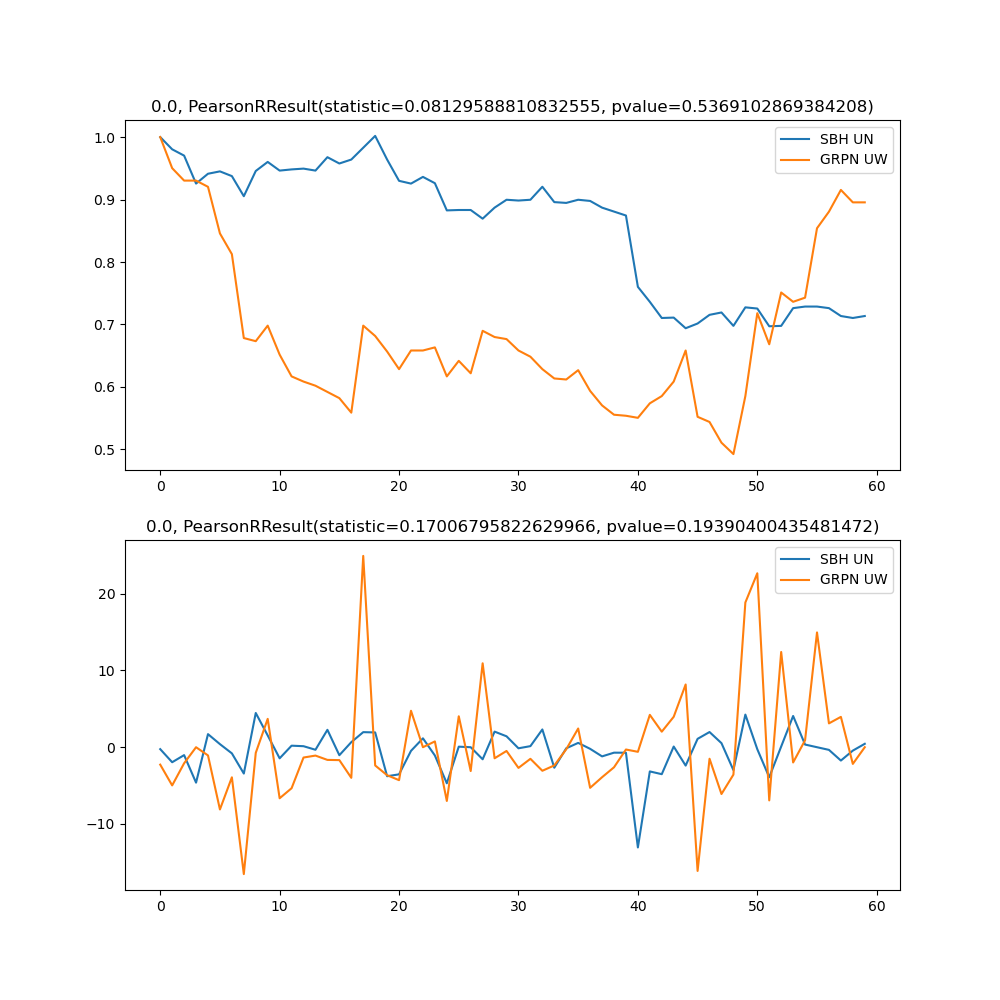 0.0, PearsonRResult(statistic=0.08129588810832555, pvalue=0.5369102869384208)
1.0
0.9
0.8
0.7
0.6
0.5
SBH UN
GRPN UW
0 10 20 30 40 50 60
0.0, PearsonRResult(statistic=0.17006795822629966, pvalue=0.19390400435481472)
20
10
0
−10
SBH UN
GRPN UW
0 10 20 30 40 50 60